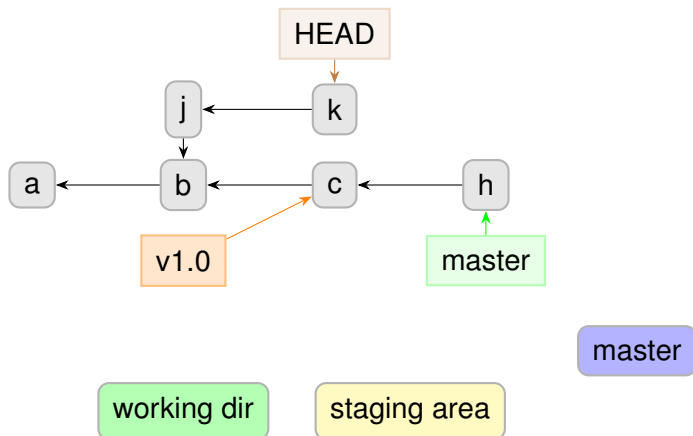 HEAD
j
k
a
b
c
h
v1.0
master
master
working dir
staging area